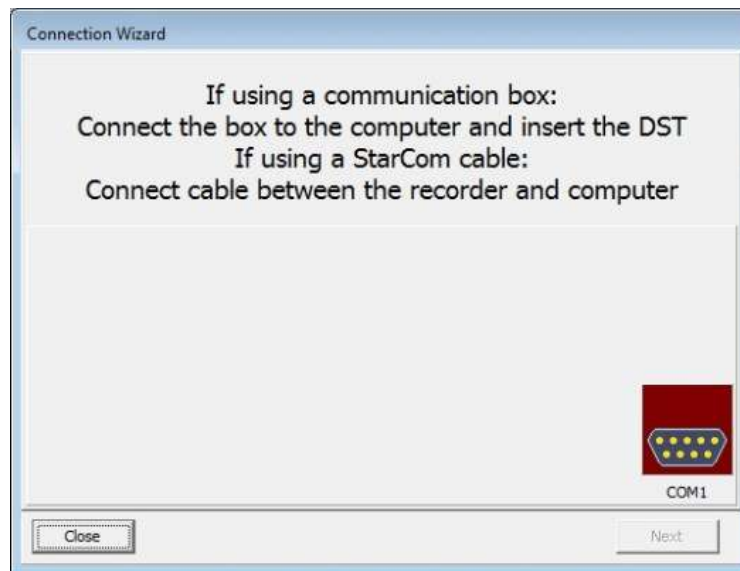 Connection Wizard
If using a communication box:
Connect the box to the computer and insert the DST
If using a StarCom cable:
Connect cable between the recorder and computer
COM1
Close
Next